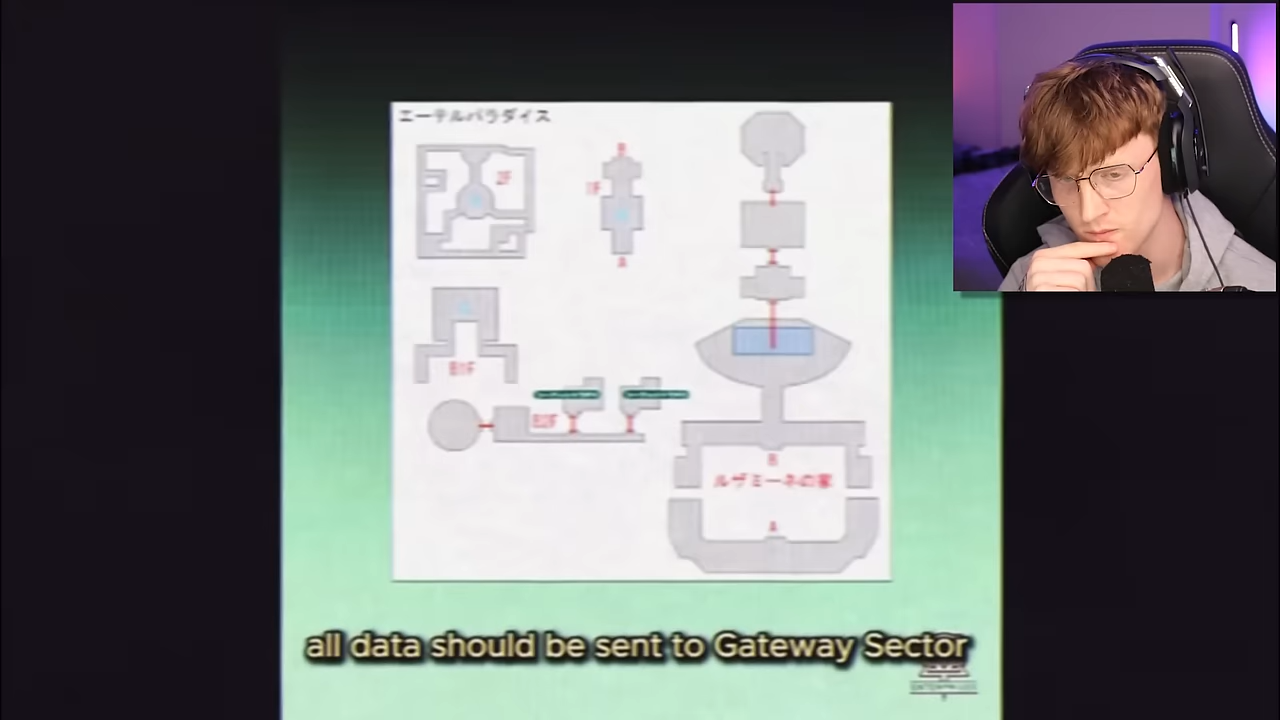 エーテルパラダイス
2F
B
1F
A
B1F
B2F
B
ルザミーネの家
A
all data should be sent to Gateway Sector
ENTERPRISES